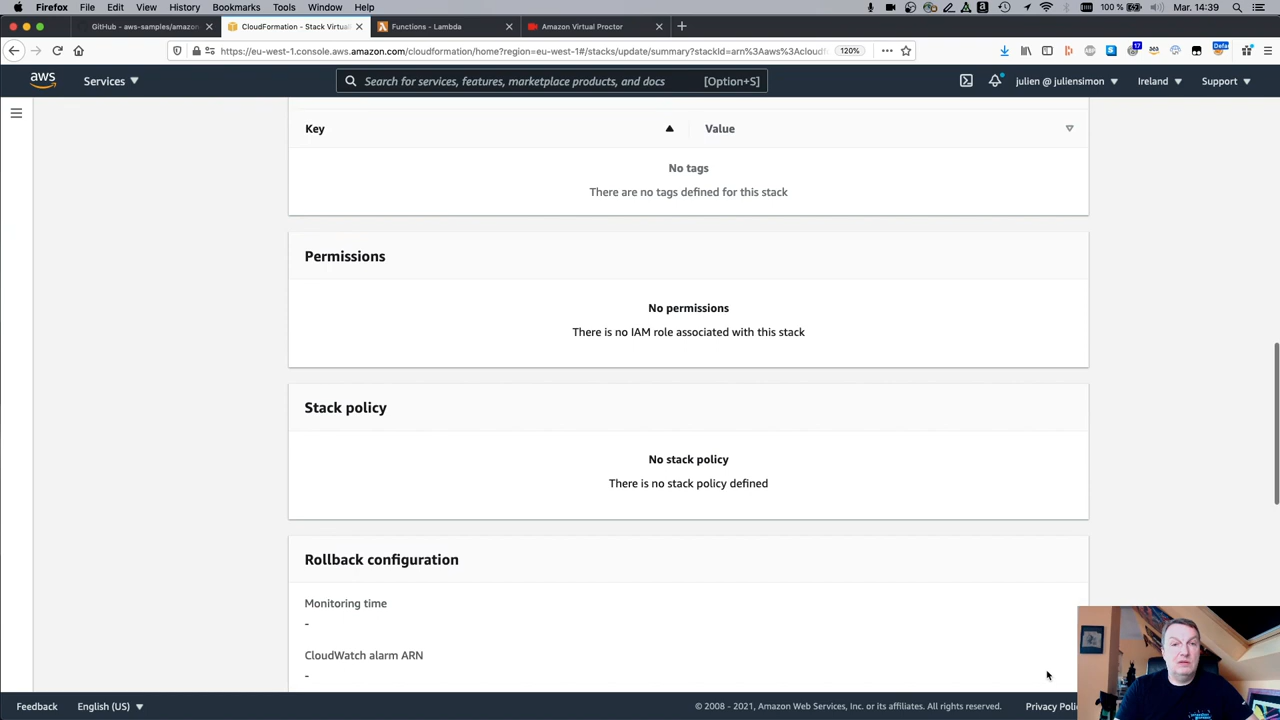 Firefox File Edit View History Bookmarks Tools Window Help 100 % Mar. 14:39
GitHub - aws-samples/amazon
CloudFormation - Stack Virtual
Functions - Lambda
Amazon Virtual Proctor
https://eu-west-1.console.aws.amazon.com/cloudformation/home?region=eu-west-1#/stacks/update/summary?stackId=arn%3Aaws%3Acloudf 120%
aws Services Search for services, features, marketplace products, and docs [Option+S] julien @ juliensimon Ireland Support
Key Value
No tags
There are no tags defined for this stack
Permissions
No permissions
There is no IAM role associated with this stack
Stack policy
No stack policy
There is no stack policy defined
Rollback configuration
Monitoring time
-
CloudWatch alarm ARN
-
Feedback English (US) © 2008 - 2021, Amazon Web Services, Inc. or its affiliates. All rights reserved. Privacy Poli